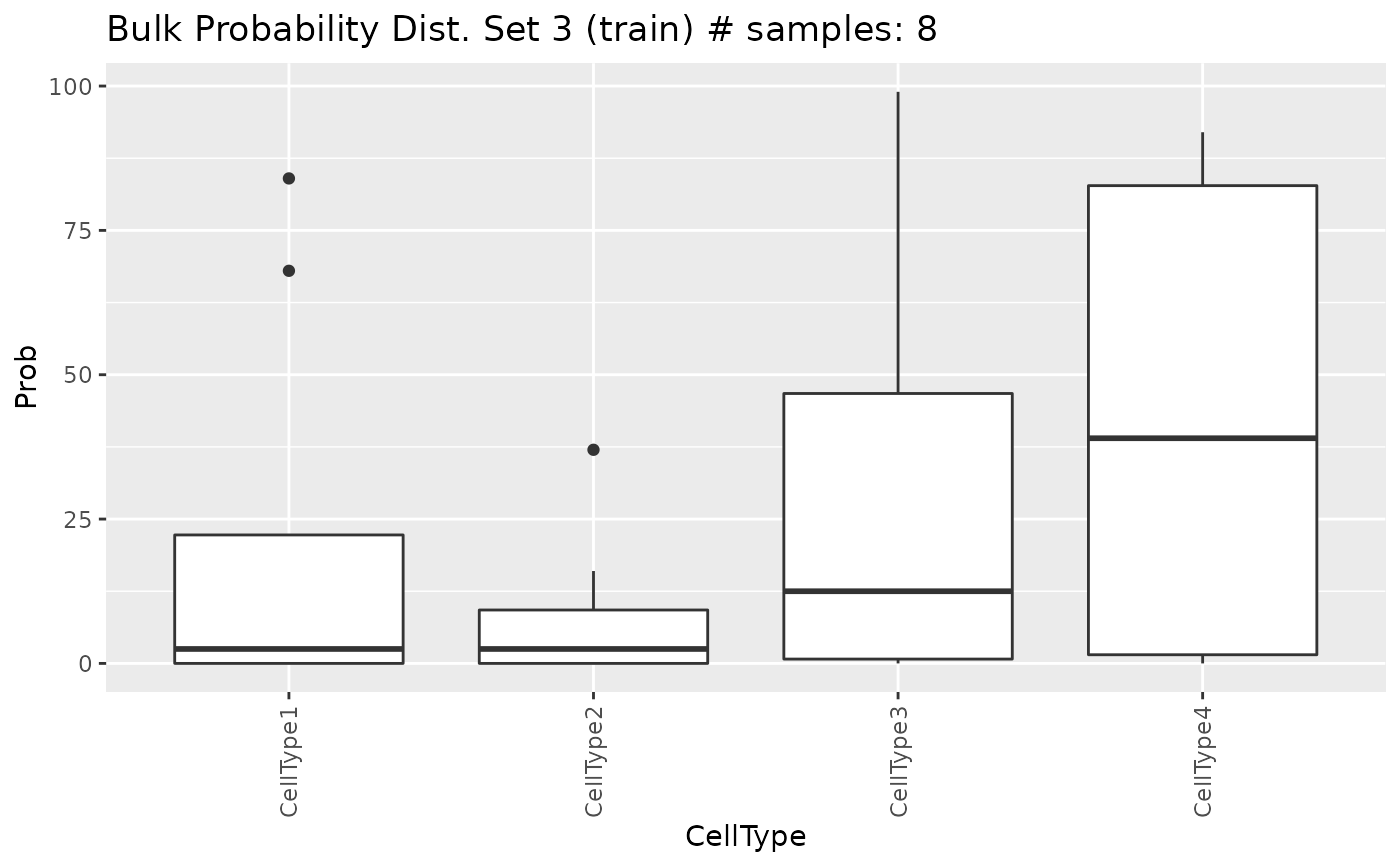 Bulk Probability Dist. Set 3 (train) # samples: 8
100
75
50
25
0
Prob
CellType1
CellType2
CellType3
CellType4
CellType